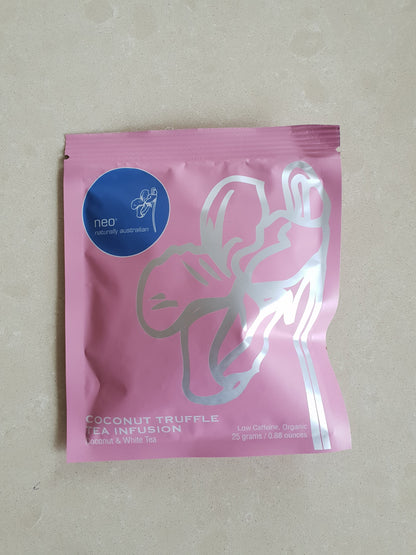 neo
naturally australian
COCONUT TRUFFLE
TEA INFUSION
Coconut & White Tea
Low Caffeine, Organic
25 grams / 0.88 ounces